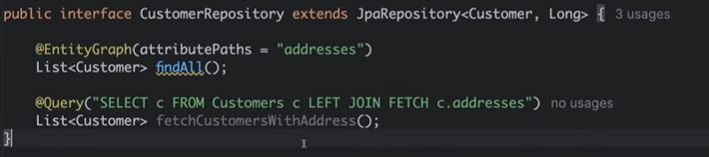 public interface CustomerRepository extends JpaRepository<Customer, Long> { 3 usages
@EntityGraph(attributePaths = "addresses")
List<Customer> findAll();
@Query("SELECT c FROM Customers c LEFT JOIN FETCH c.addresses") no usages
List<Customer> fetchCustomersWithAddress();
}